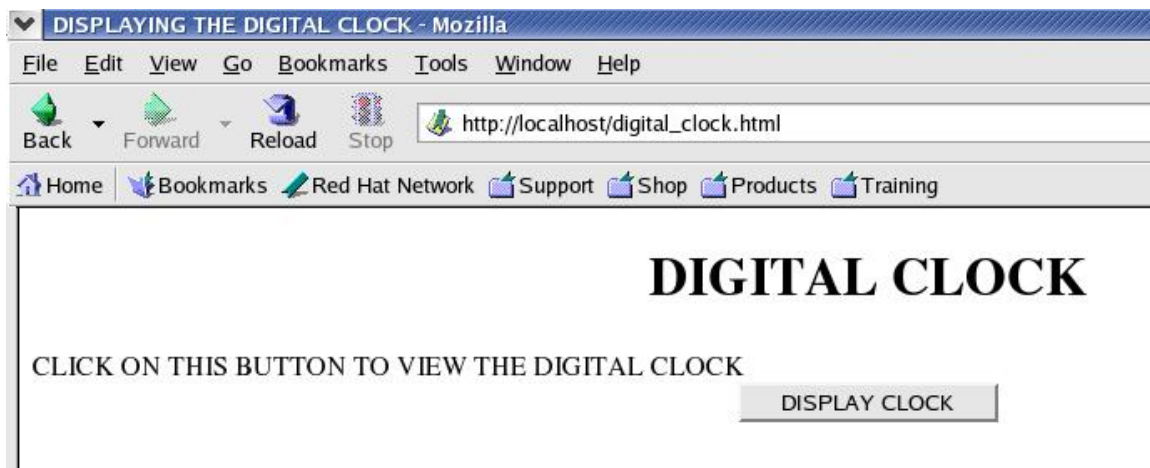 DISPLAYING THE DIGITAL CLOCK - Mozilla
File Edit View Go Bookmarks Tools Window Help
Back Forward Reload Stop http://localhost/digital_clock.html
Home Bookmarks Red Hat Network Support Shop Products Training
DIGITAL CLOCK
CLICK ON THIS BUTTON TO VIEW THE DIGITAL CLOCK
DISPLAY CLOCK